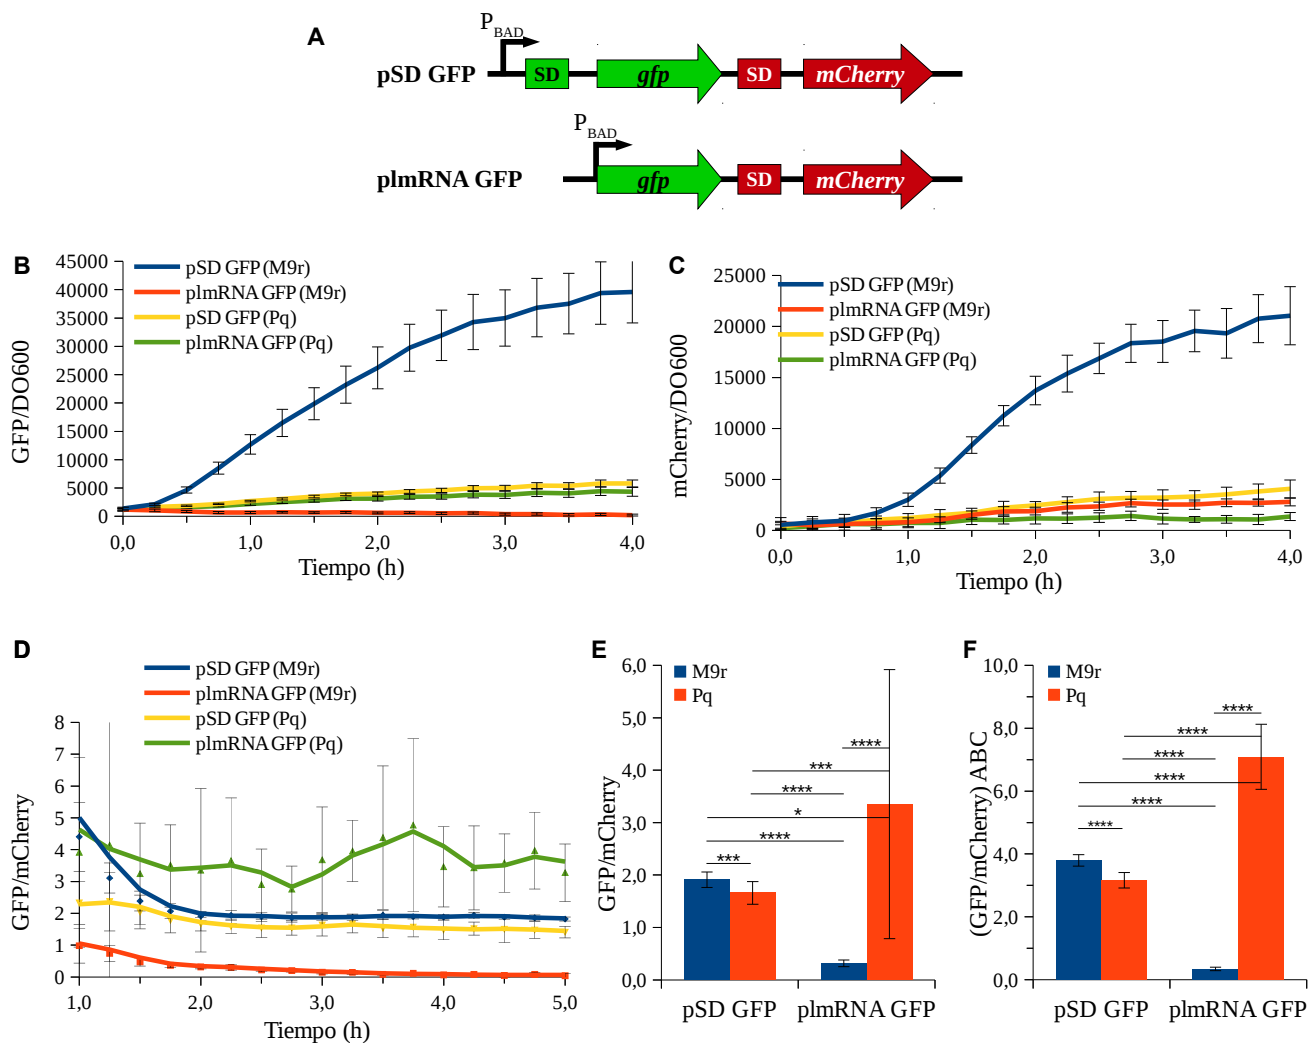 A
P BAD
pSD GFP
SD
gfp
SD
mCherry
P BAD
plmRNA GFP
gfp
SD
mCherry
B
pSD GFP (M9r)
plmRNA GFP (M9r)
pSD GFP (Pq)
plmRNA GFP (Pq)
GFP/DO600
45000
40000
35000
30000
25000
20000
15000
10000
5000
0
0,0 1,0 2,0 3,0 4,0
Tiempo (h)
C
pSD GFP (M9r)
plmRNA GFP (M9r)
pSD GFP (Pq)
plmRNA GFP (Pq)
mCherry/DO600
25000
20000
15000
10000
5000
0
0,0 1,0 2,0 3,0 4,0
Tiempo (h)
D
pSD GFP (M9r)
plmRNA GFP (M9r)
pSD GFP (Pq)
plmRNA GFP (Pq)
GFP/mCherry
8
7
6
5
4
3
2
1
0
1,0 2,0 3,0 4,0 5,0
Tiempo (h)
E
M9r
Pq
GFP/mCherry
6,0
5,0
4,0
3,0
2,0
1,0
0,0
****
***
****
*
****
***
pSD GFP plmRNA GFP
F
M9r
Pq
(GFP/mCherry) ABC
10,0
8,0
6,0
4,0
2,0
0,0
****
****
****
****
****
****
pSD GFP plmRNA GFP